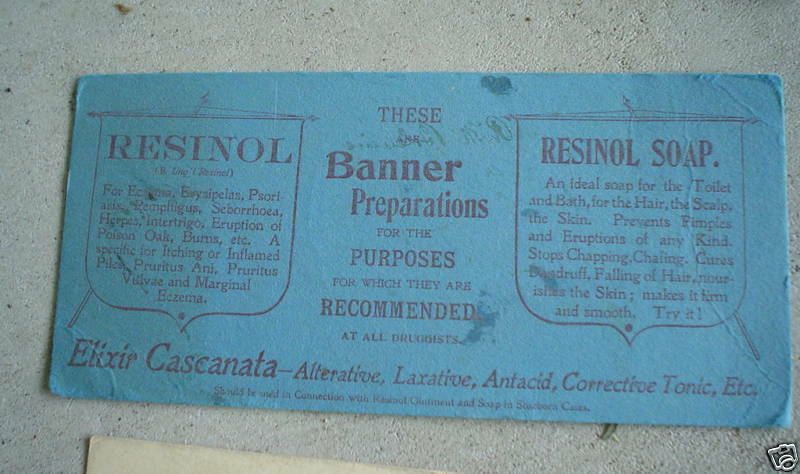 RESINOL
(R Ung : Resinol)
For Eczema, Erysipelas, Psori-
asis, Pemphigus, Seborrhoea,
Herpes, Intertrigo, Eruption of
Poison Oak, Burns, etc. A
specific for Itching or Inflamed
Piles, Pruritus Ani, Pruritus
Vulvae and Marginal
Eczema.
THESE
ARE
Banner
Preparations
FOR THE
PURPOSES
FOR WHICH THEY ARE
RECOMMENDED.
AT ALL DRUGGISTS.
RESINOL SOAP.
An ideal soap for the Toilet
and Bath, for the Hair, the Scalp,
the Skin. Prevents Pimples
and Eruptions of any Kind.
Stops Chapping, Chafing. Cures
Dandruff, Falling of Hair, nour-
ishes the Skin; makes it firm
and smooth. Try it!
Elixir Cascanata—Alterative, Laxative, Antacid, Corrective Tonic, Etc.
Should be used in Connection with Resinol Ointment and Soap in Stubborn Cases.